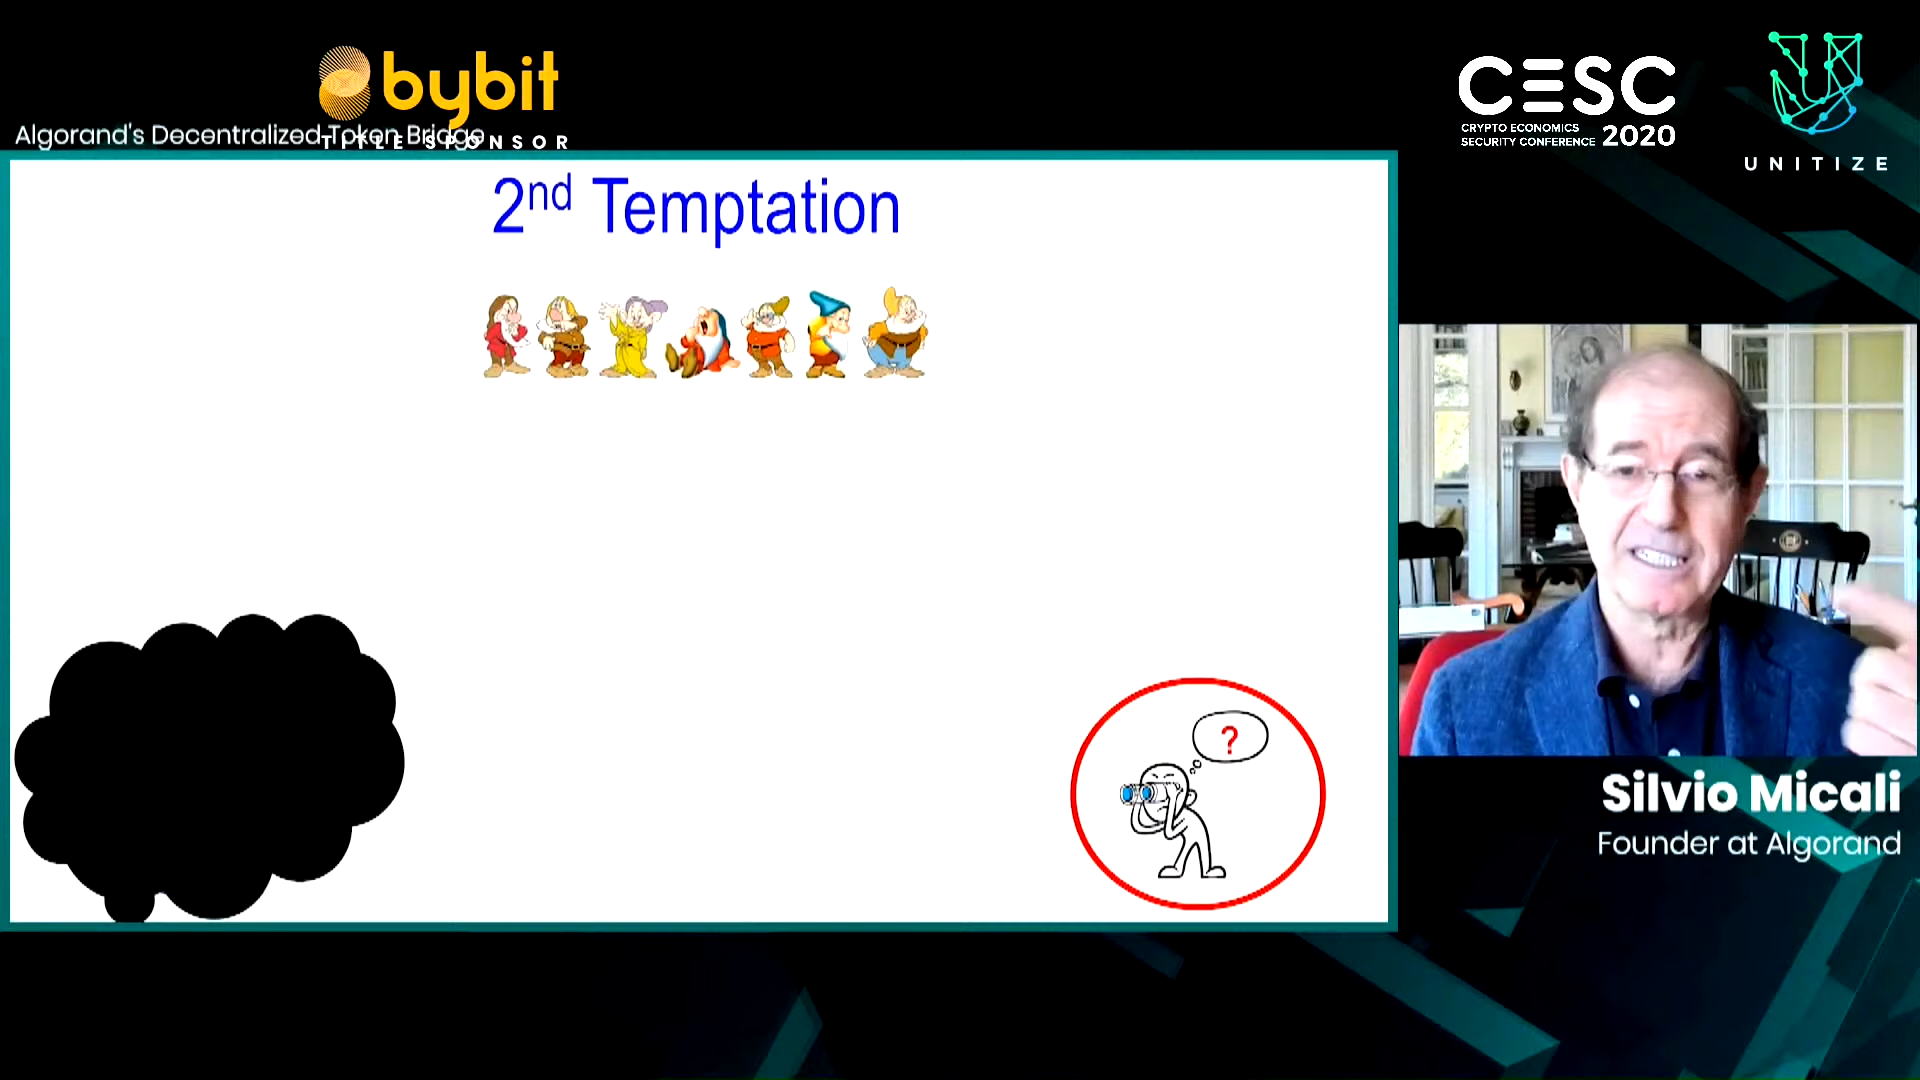 bybit
Algorand's Decentralized Token Bridge
TITLE SPONSOR
CESC
CRYPTO ECONOMICS
SECURITY CONFERENCE 2020
UNITIZE
2nd Temptation
?
Silvio Micali
Founder at Algorand